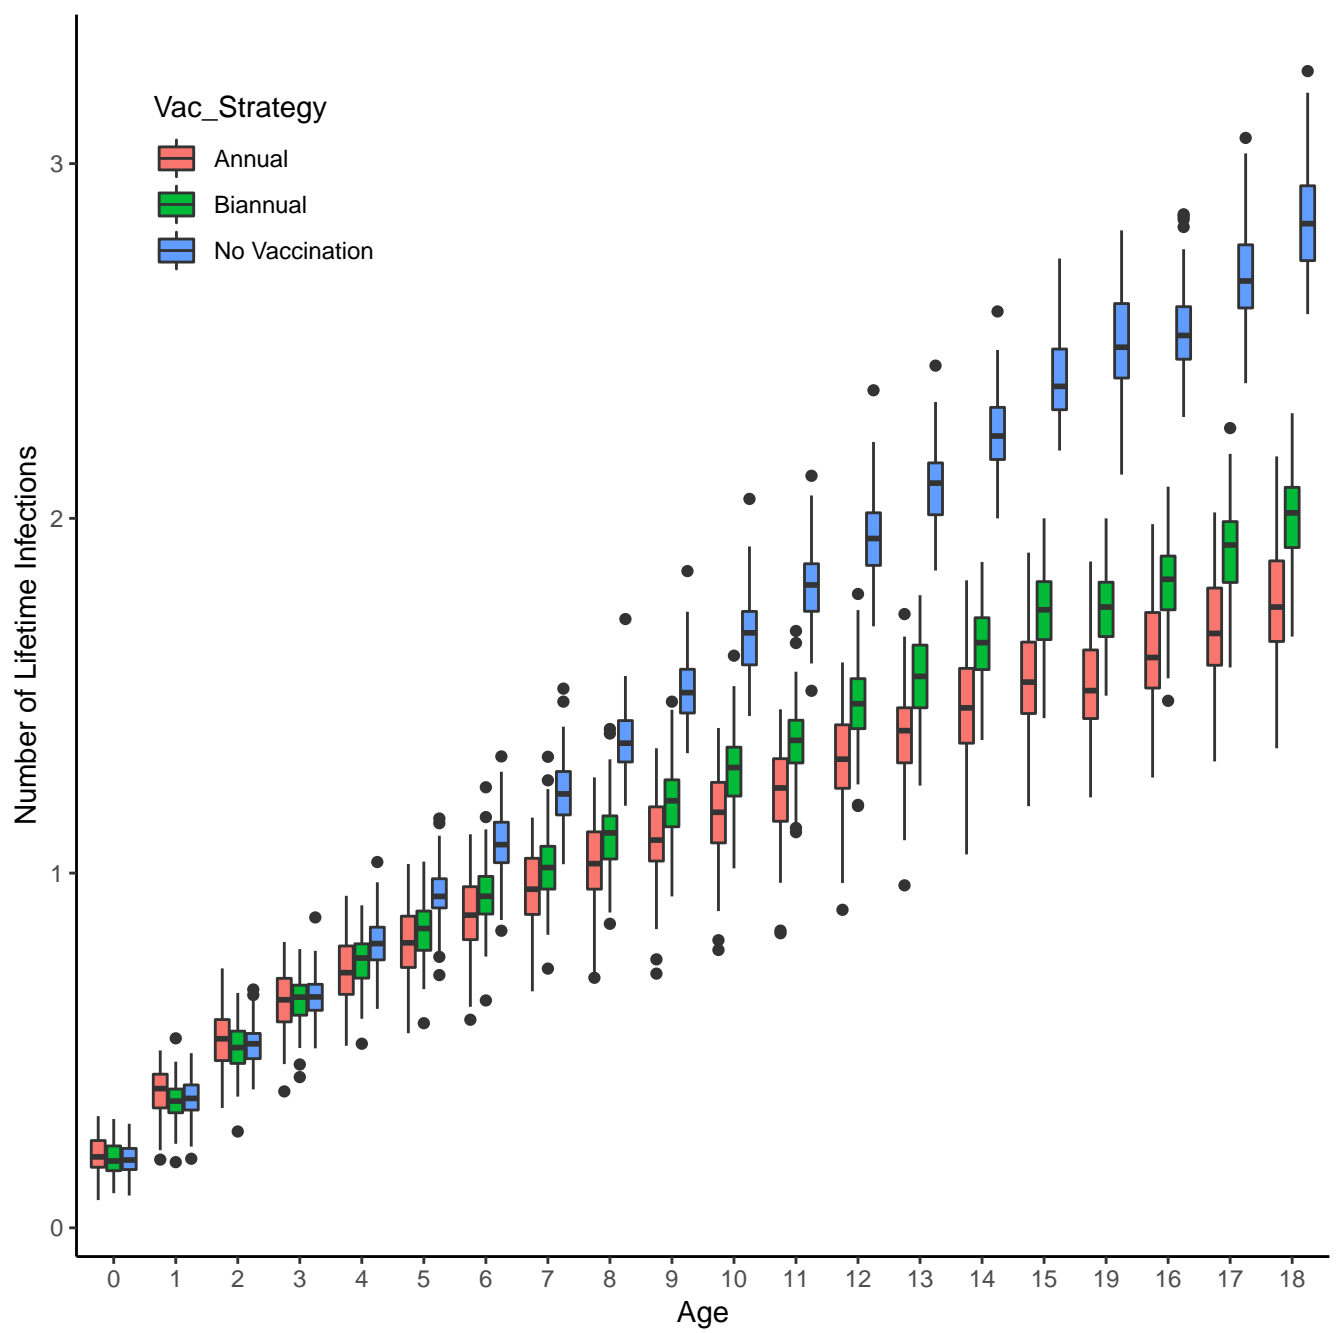 Vac_Strategy
Annual
Biannual
No Vaccination
Number of Lifetime Infections
3
2
1
0
0 1 2 3 4 5 6 7 8 9 10 11 12 13 14 15 19 16 17 18
Age